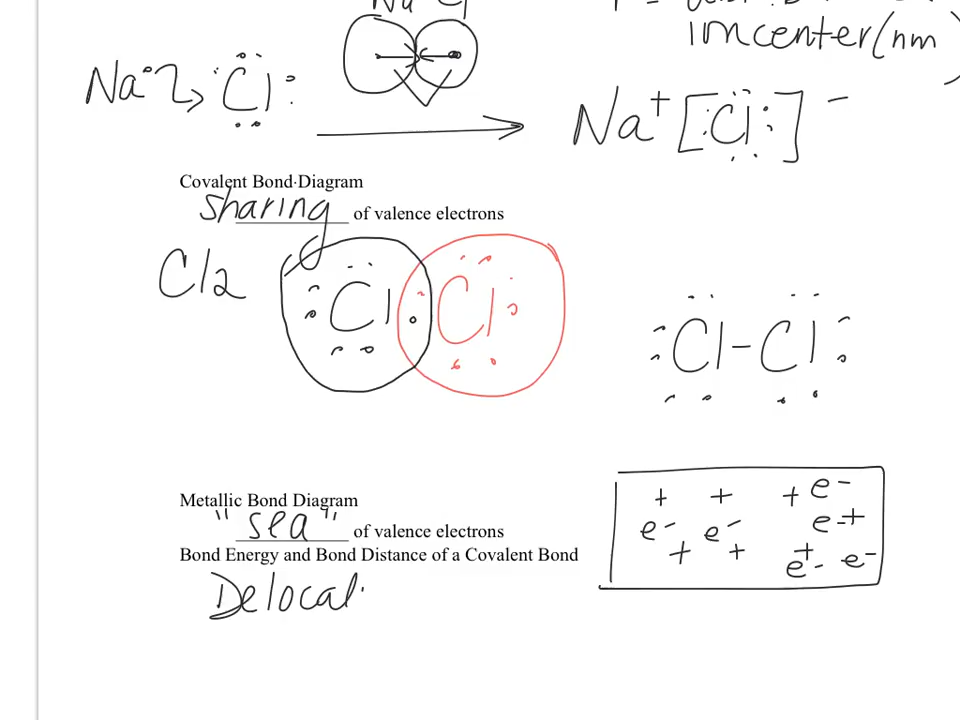 imcenter(nm)
Na Cl
Na⁺ [Cl]⁻
Covalent Bond Diagram
sharing of valence electrons
Cl2
Cl Cl
Cl-Cl
Metallic Bond Diagram
"sea" of valence electrons
Bond Energy and Bond Distance of a Covalent Bond
Delocal
+ + + e-
e- e- e- +
+ + + e- e-